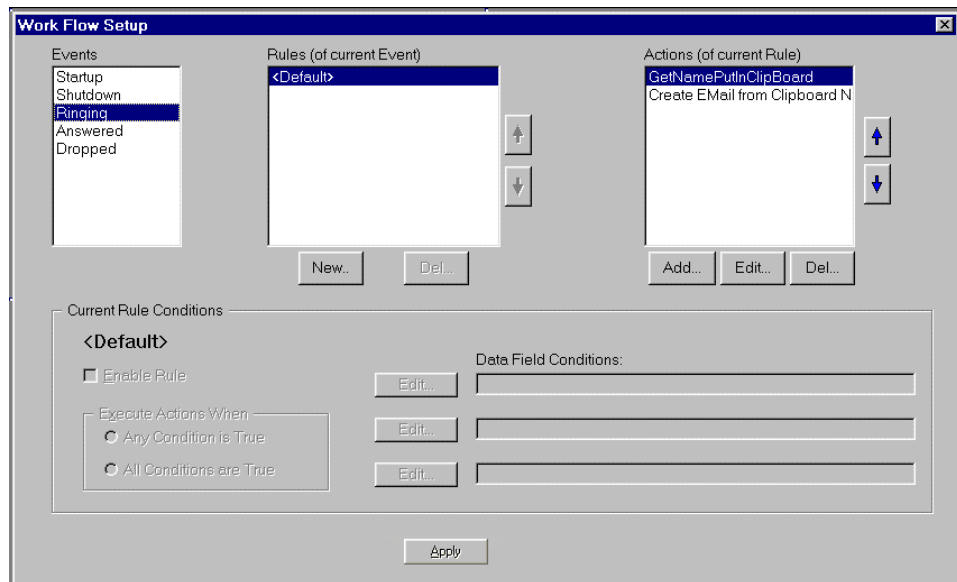 Work Flow Setup
Events
Startup
Shutdown
Ringing
Answered
Dropped
Rules (of current Event)
<Default>
New..
Del...
Actions (of current Rule)
GetNamePutInClipBoard
Create EMail from Clipboard N
Add...
Edit...
Del...
Current Rule Conditions
<Default>
Enable Rule
Execute Actions When
Any Condition is True
All Conditions are True
Data Field Conditions:
Edit...
Edit...
Edit...
Apply